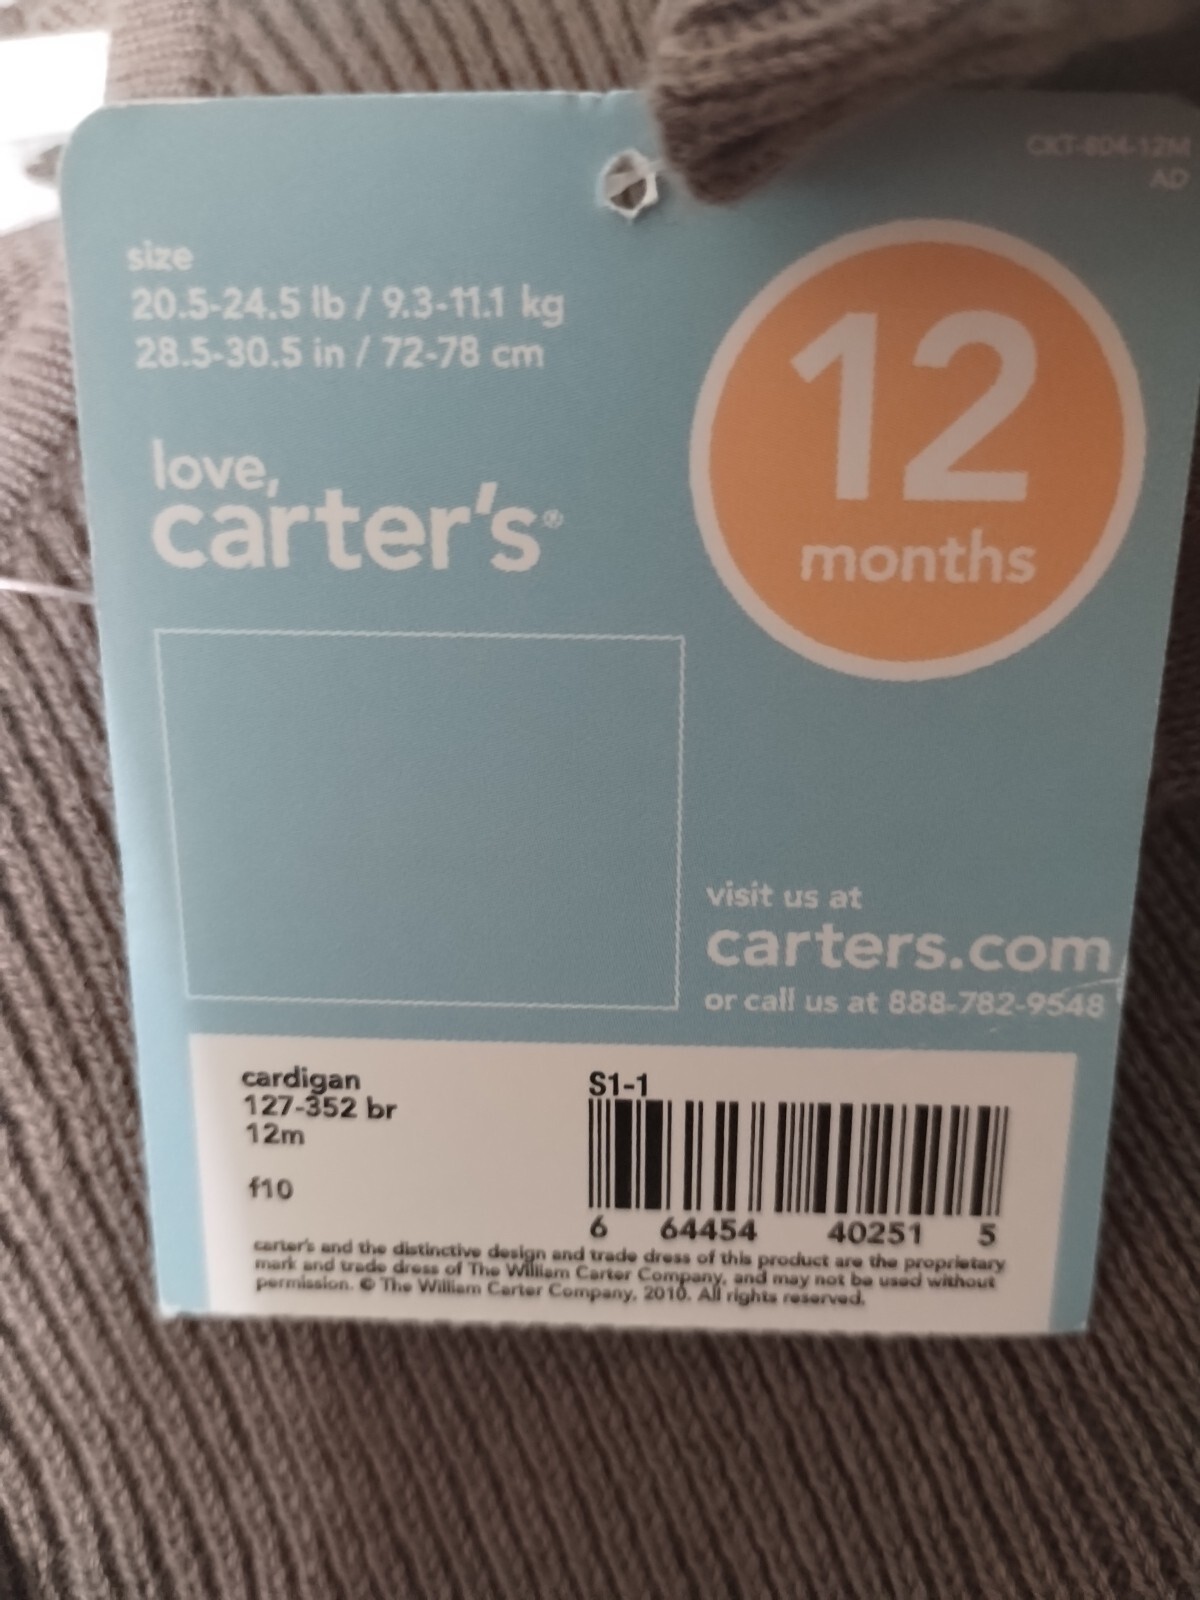 CKT-804-12M
AD
size
20.5-24.5 lb / 9.3-11.1 kg
28.5-30.5 in / 72-78 cm
12
months
love,
carter's®
visit us at
carters.com
or call us at 888-782-9548
cardigan
127-352 br
12m
f10
S1-1
6 64454 40251 5
carter's and the distinctive design and trade dress of this product are the proprietary
mark and trade dress of The William Carter Company, and may not be used without
permission. © The William Carter Company, 2010. All rights reserved.